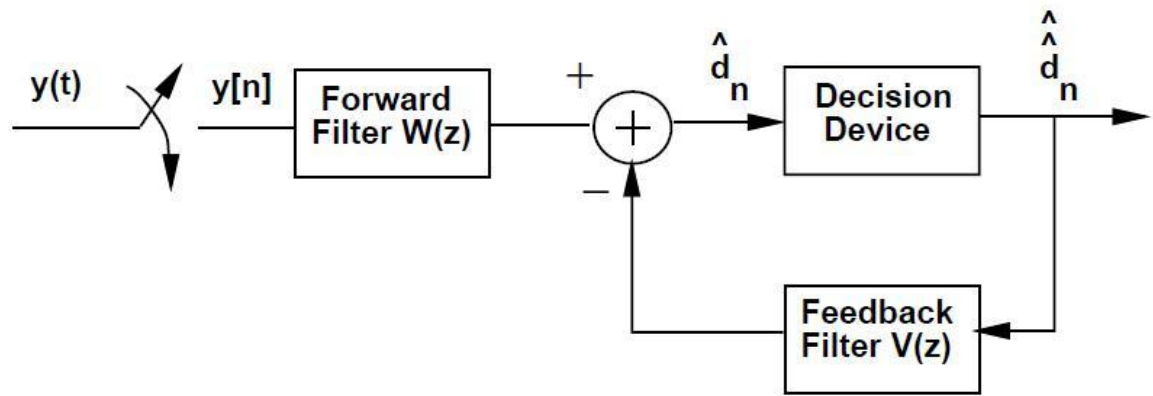 y(t)
y[n]
Forward
Filter W(z)
+
+
−
d̂n
Decision
Device
d̂̂n
Feedback
Filter V(z)